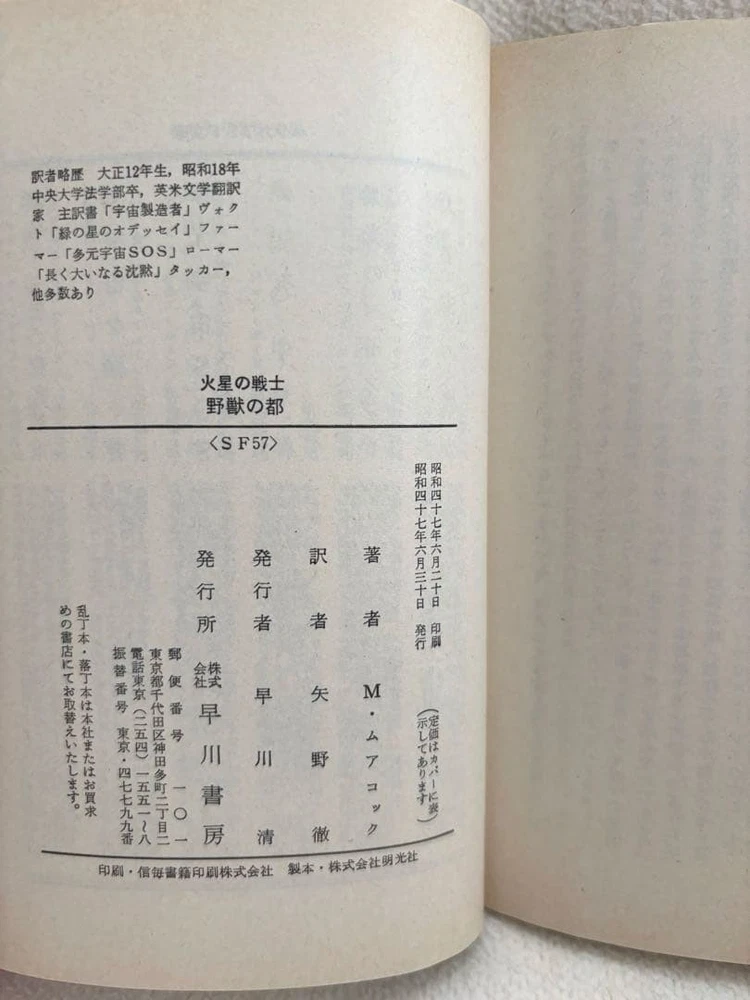 訳者略歴　大正12年生，昭和18年
中央大学法学部卒，英米文学翻訳
家　主訳書「宇宙製造者」ヴォク
ト「緑の星のオデッセイ」ファー
マー「多元宇宙SOS」ローマー
「長く大いなる沈黙」タッカー，
他多数あり
火星の戦士
野獣の都
〈ＳＦ57〉
昭和四十七年六月二十日　印刷
昭和四十七年六月三十日　発行
（定価はカバーに表
示してあります）
著者　M・ムアコック
訳者　矢野徹
発行者　早川清
発行所　株式会社　早川書房
郵便番号　一〇一
東京都千代田区神田多町二丁目二
電話東京（二五四）一五五一〜八
振替番号　東京・四七七九九番
乱丁本・落丁本は本社またはお買求
めの書店にてお取替えいたします。
印刷・信毎書籍印刷株式会社　製本・株式会社明光社